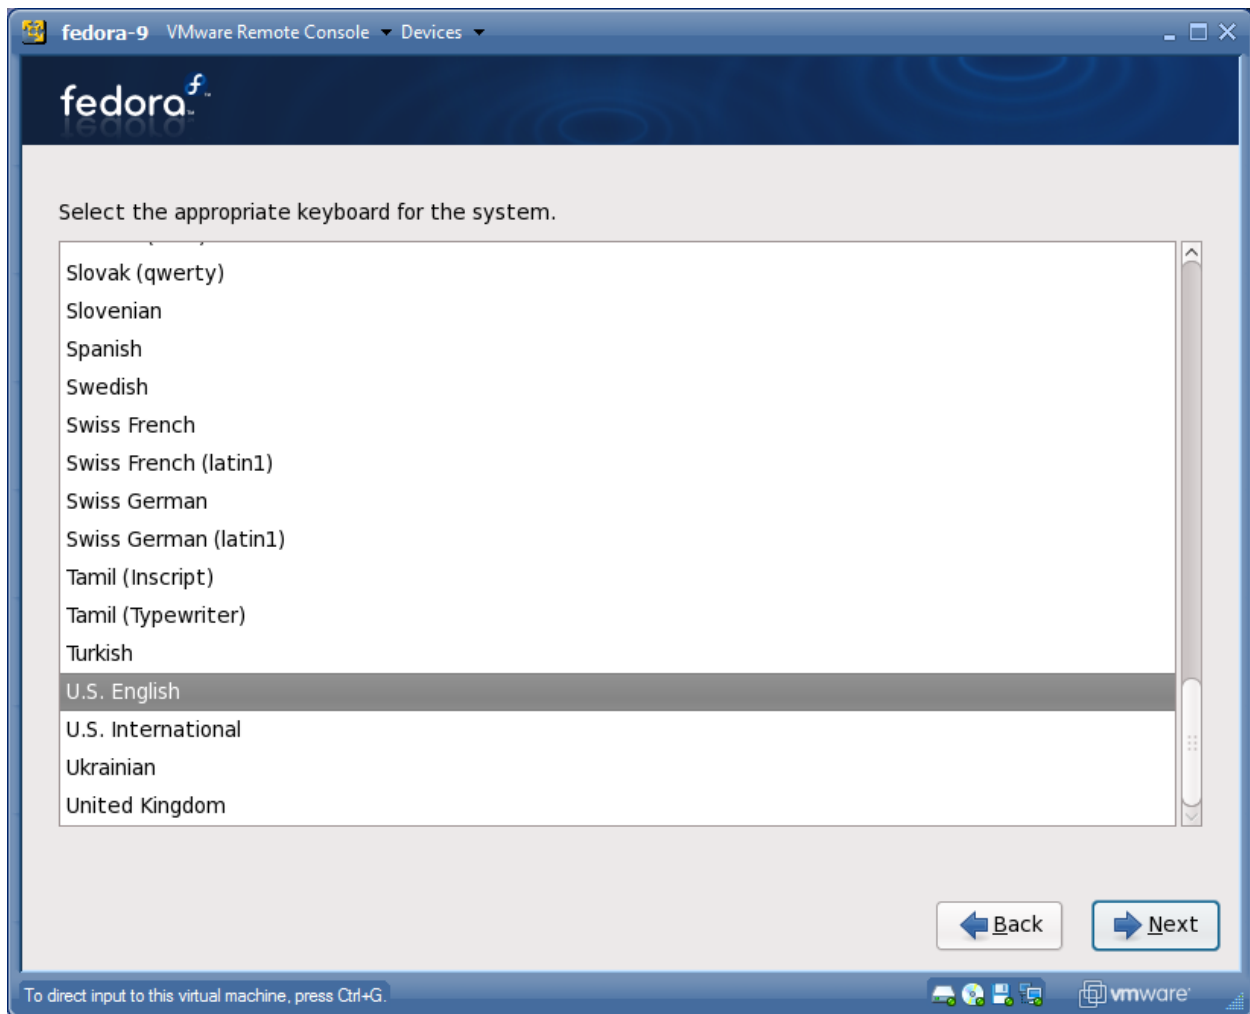 fedora-9 VMware Remote Console Devices
fedora
Select the appropriate keyboard for the system.
Slovak (qwerty)
Slovenian
Spanish
Swedish
Swiss French
Swiss French (latin1)
Swiss German
Swiss German (latin1)
Tamil (Inscript)
Tamil (Typewriter)
Turkish
U.S. English
U.S. International
Ukrainian
United Kingdom
Back Next
To direct input to this virtual machine, press Ctrl+G.
vmware